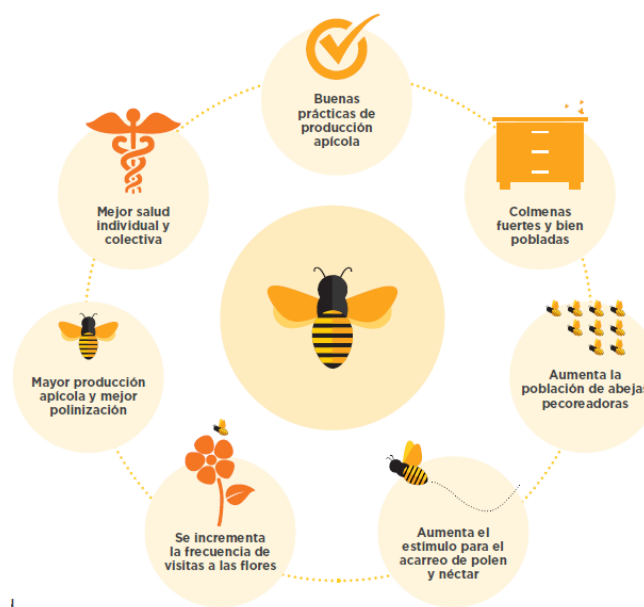 Buenas
prácticas de
producción
apícola
Colmenas
fuertes y bien
pobladas
Aumenta la
población de abejas
pecoreadoras
Aumenta el
estímulo para el
acarreo de polen
y néctar
Se incrementa
la frecuencia de
visitas a las flores
Mayor producción
apícola y mejor
polinización
Mejor salud
individual y
colectiva